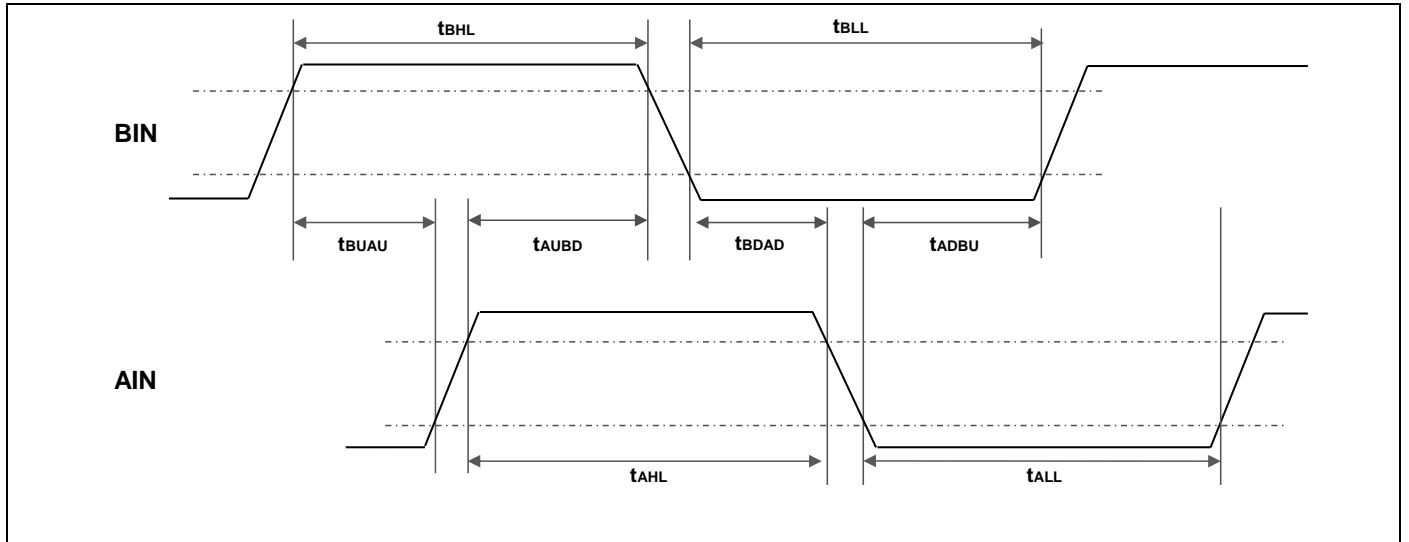 tBHL tBLL
BIN
tBUAU tAUBD tBDAD tADBU
AIN
tAHL tALL